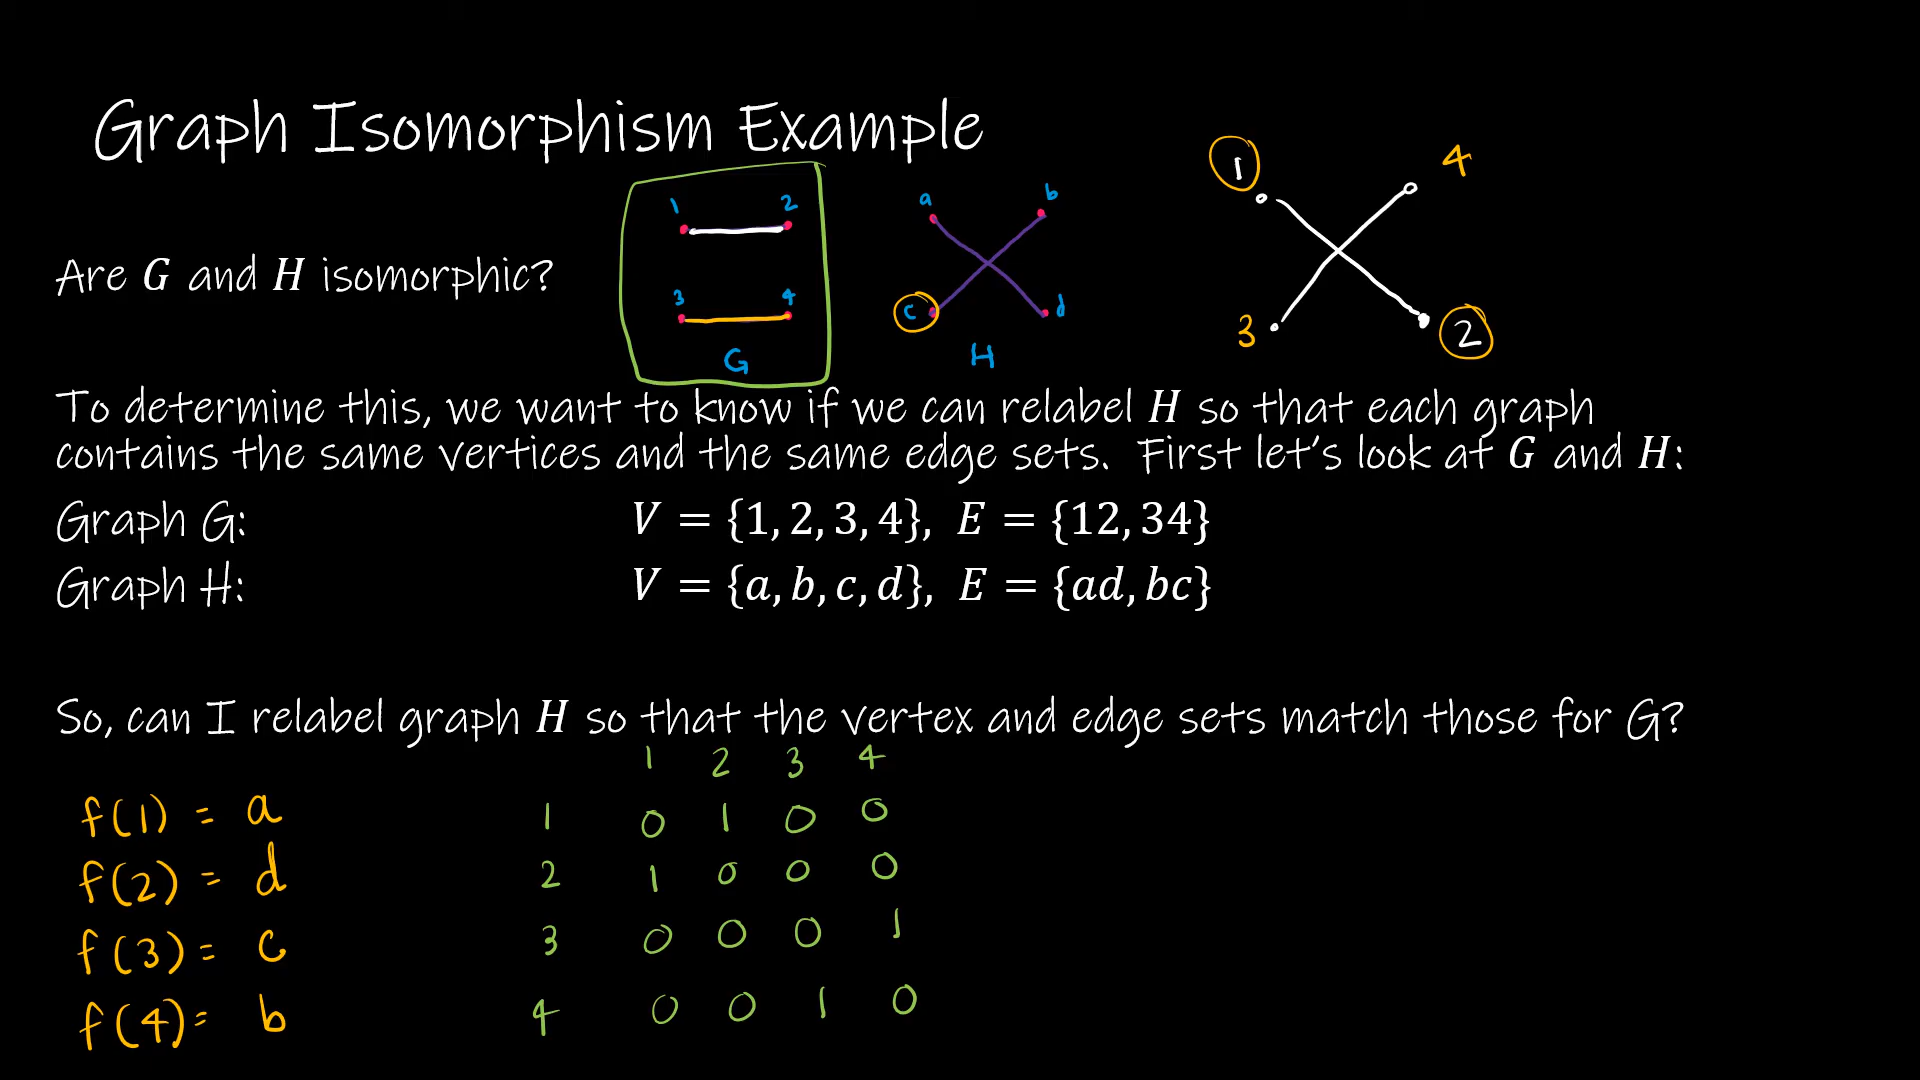 Graph Isomorphism Example
1 2
3 4
G
a b
c d
H
1 4
3 2
Are G and H isomorphic?
To determine this, we want to know if we can relabel H so that each graph
contains the same vertices and the same edge sets. First let's look at G and H:
Graph G: V = {1, 2, 3, 4}, E = {12, 34}
Graph H: V = {a, b, c, d}, E = {ad, bc}
So, can I relabel graph H so that the vertex and edge sets match those for G?
f(1) = a
f(2) = d
f(3) = c
f(4) = b
1 2 3 4
1 0 1 0 0
2 1 0 0 0
3 0 0 0 1
4 0 0 1 0